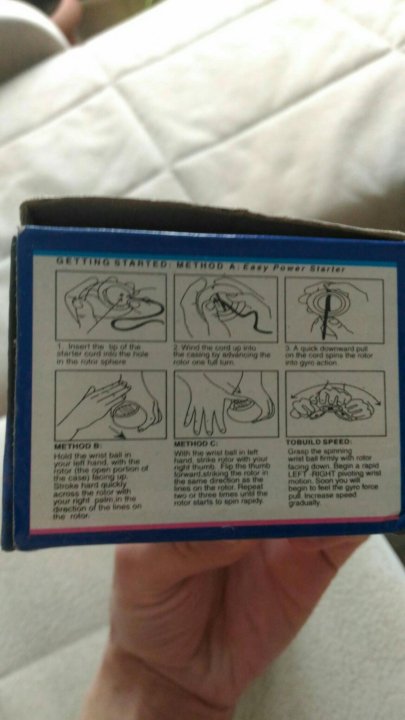 GETTING STARTED: METHOD A: Easy Power Starter
1. Insert the tip of the
starter cord into the hole
in the rotor sphere
2. Wind the cord up into
the casing by advancing the
rotor one full turn.
3. A quick downward pull
on the cord spins the rotor
into gyro action.
METHOD B:
Hold the wrist ball in
your left hand, with the
rotor (the open portion of
the case) facing up.
Stroke hard quickly
across the rotor with
your right palm,in the
direction of the lines on
the rotor.
METHOD C:
With the wrist ball in left
hand, strike rotor with your
right thumb. Flip the thumb
forward,stroking the rotor in
the same direction as the
lines on the rotor. Repeat
two or three times until the
rotor starts to spin rapidly.
TOBUILD SPEED:
Grasp the spinning
wrist ball firmly with rotor
facing down. Begin a rapid
LEFT -RIGHT pivoting wrist
motion. Soon you will
begin to feel the gyro force
pull. Increase speed
gradually.